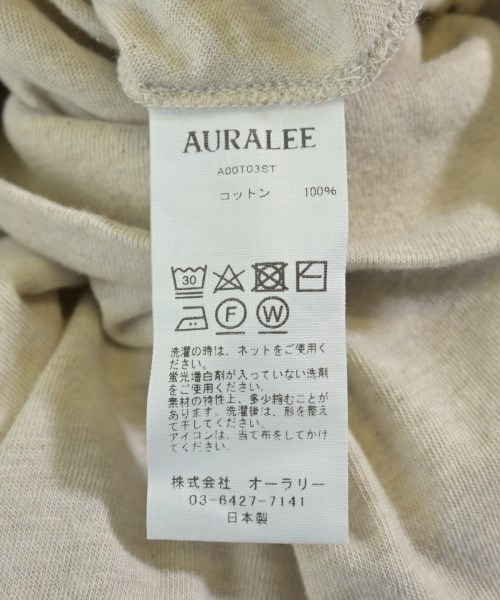 AURALEE
A00T03ST
コットン 100%
30
F W
洗濯の時は、ネットをご使用く
ださい。
蛍光増白剤が入っていない洗剤
をご使用ください。
素材の特性上、多少縮むことが
あります。洗濯後は、形を整え
て干してください。
アイロンは、当て布をしてかけ
てください。
株式会社 オーラリー
03-6427-7141
日本製